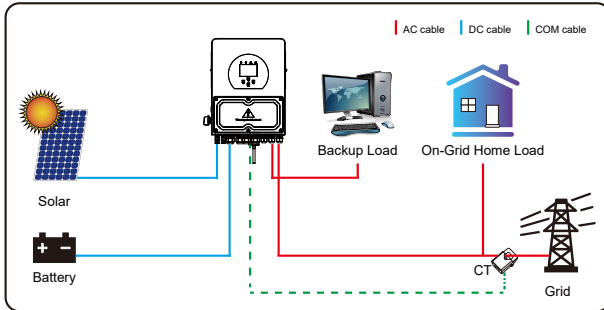 AC cable DC cable COM cable
Backup Load
On-Grid Home Load
Solar
Battery
CT
Grid